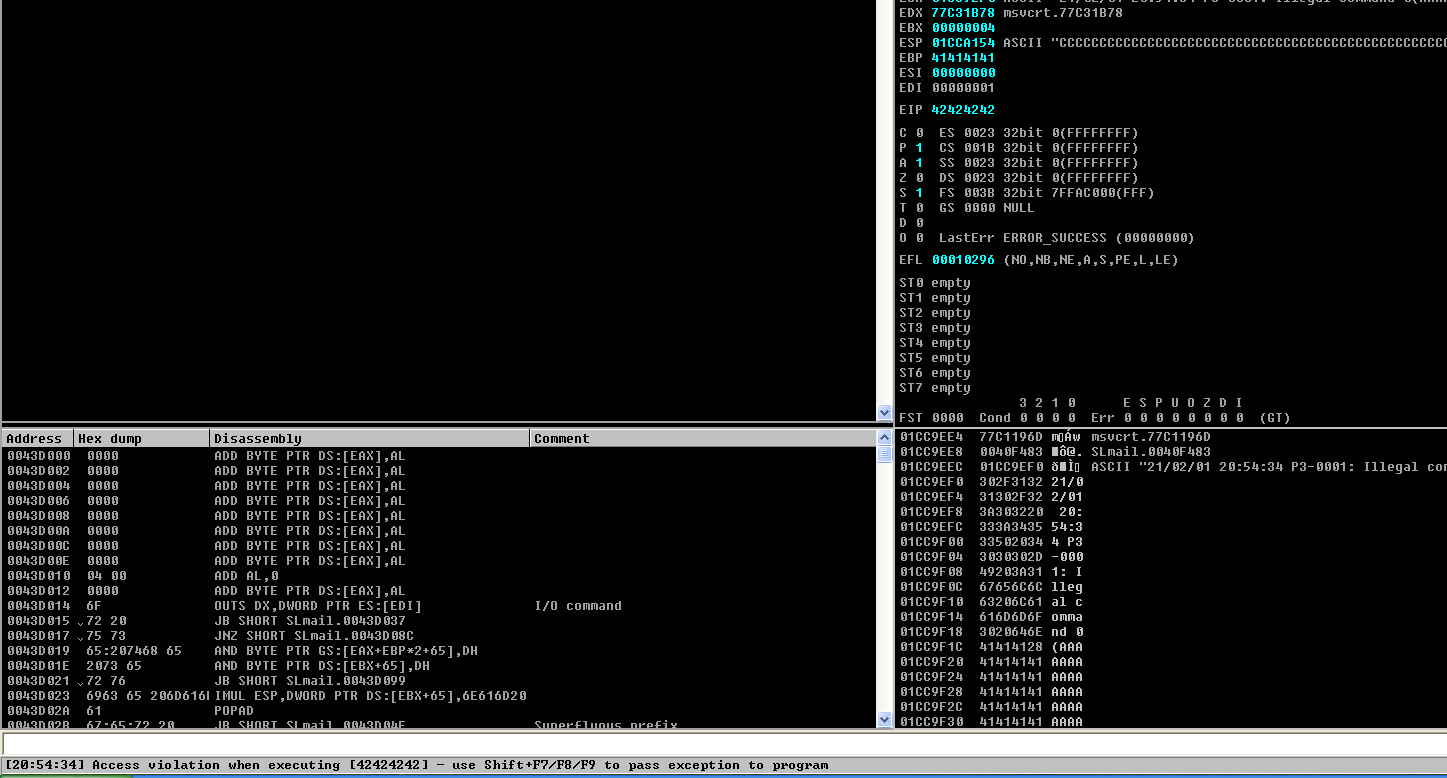 EDX 77C31B78 msvcrt.77C31B78
EBX 00000004
ESP 01CCA154 ASCII "CCCCCCCCCCCCCCCCCCCCCCCCCCCCCCCCCCCCCCCCCCCCCCCCC
EBP 41414141
ESI 00000000
EDI 00000001
EIP 42424242
C 0 ES 0023 32bit 0(FFFFFFFF)
P 1 CS 001B 32bit 0(FFFFFFFF)
A 1 SS 0023 32bit 0(FFFFFFFF)
Z 0 DS 0023 32bit 0(FFFFFFFF)
S 1 FS 003B 32bit 7FFAC000(FFF)
T 0 GS 0000 NULL
D 0
O 0 LastErr ERROR_SUCCESS (00000000)
EFL 00010296 (NO,NB,NE,A,S,PE,L,LE)
ST0 empty
ST1 empty
ST2 empty
ST3 empty
ST4 empty
ST5 empty
ST6 empty
ST7 empty
3 2 1 0 E S P U O Z D I
FST 0000 Cond 0 0 0 0 Err 0 0 0 0 0 0 0 0 (GT)
Address Hex dump Disassembly Comment
0043D000 0000 ADD BYTE PTR DS:[EAX],AL
0043D002 0000 ADD BYTE PTR DS:[EAX],AL
0043D004 0000 ADD BYTE PTR DS:[EAX],AL
0043D006 0000 ADD BYTE PTR DS:[EAX],AL
0043D008 0000 ADD BYTE PTR DS:[EAX],AL
0043D00A 0000 ADD BYTE PTR DS:[EAX],AL
0043D00C 0000 ADD BYTE PTR DS:[EAX],AL
0043D00E 0000 ADD BYTE PTR DS:[EAX],AL
0043D010 04 00 ADD AL,0
0043D012 0000 ADD BYTE PTR DS:[EAX],AL
0043D014 6F OUTS DX,DWORD PTR ES:[EDI] I/O command
0043D015 72 20 JB SHORT SLmail.0043D037
0043D017 75 73 JNZ SHORT SLmail.0043D08C
0043D019 65:207468 65 AND BYTE PTR GS:[EAX+EBP*2+65],DH
0043D01E 2073 65 AND BYTE PTR DS:[EBX+65],DH
0043D021 72 76 JB SHORT SLmail.0043D099
0043D023 6963 65 206D616 IMUL ESP,DWORD PTR DS:[EBX+65],6E616D20
0043D02A 61 POPAD
0043D02B 67:65:72 20 JB SHORT SLmail.0043D04F Superfluous prefix
01CC9EE4 77C1196D msvcrt.77C1196D
01CC9EE8 0040F483 SLmail.0040F483
01CC9EEC 01CC9EF0 ASCII "21/02/01 20:54:34 P3-0001: Illegal co
01CC9EF0 302F3132 21/0
01CC9EF4 31302F32 2/01
01CC9EF8 3A303220 20:
01CC9EFC 333A3435 54:3
01CC9F00 33502034 4 P3
01CC9F04 3030302D -000
01CC9F08 49203A31 1: I
01CC9F0C 67656C6C lleg
01CC9F10 63206C61 al c
01CC9F14 616D6D6F omma
01CC9F18 3020646E nd 0
01CC9F1C 41414128 (AAA
01CC9F20 41414141 AAAA
01CC9F24 41414141 AAAA
01CC9F28 41414141 AAAA
01CC9F2C 41414141 AAAA
01CC9F30 41414141 AAAA
[20:54:34] Access violation when executing [42424242] - use Shift+F7/F8/F9 to pass exception to program